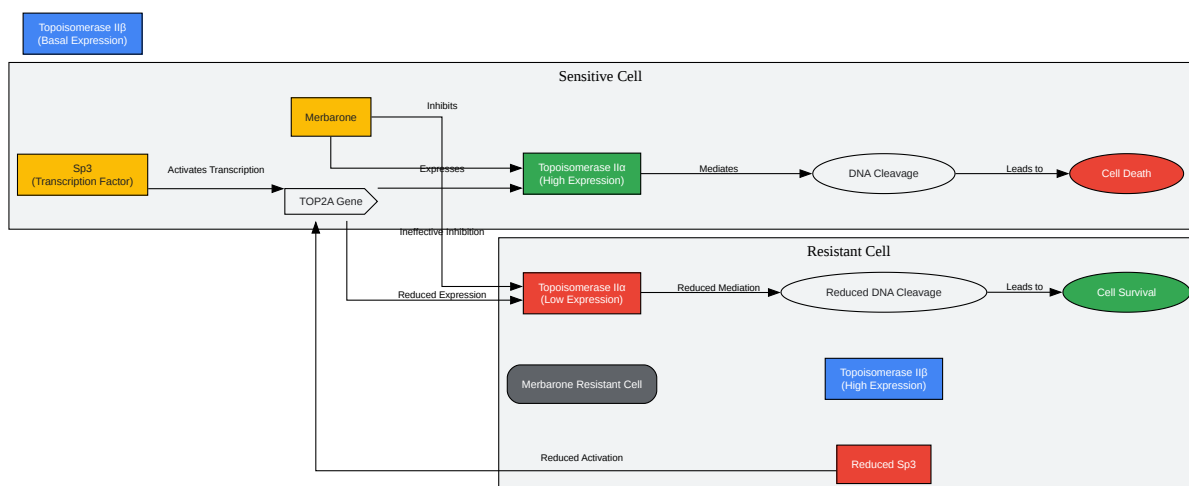 Topoisomerase IIβ
(Basal Expression)
Sensitive Cell
Merbarone
Inhibits
Sp3
(Transcription Factor)
Activates Transcription
TOP2A Gene
Expresses
Topoisomerase IIα
(High Expression)
Mediates
DNA Cleavage
Leads to
Cell Death
Ineffective Inhibition
Resistant Cell
Reduced Expression
Topoisomerase IIα
(Low Expression)
Reduced Mediation
Reduced DNA Cleavage
Leads to
Cell Survival
Merbarone Resistant Cell
Topoisomerase IIβ
(High Expression)
Reduced Activation
Reduced Sp3